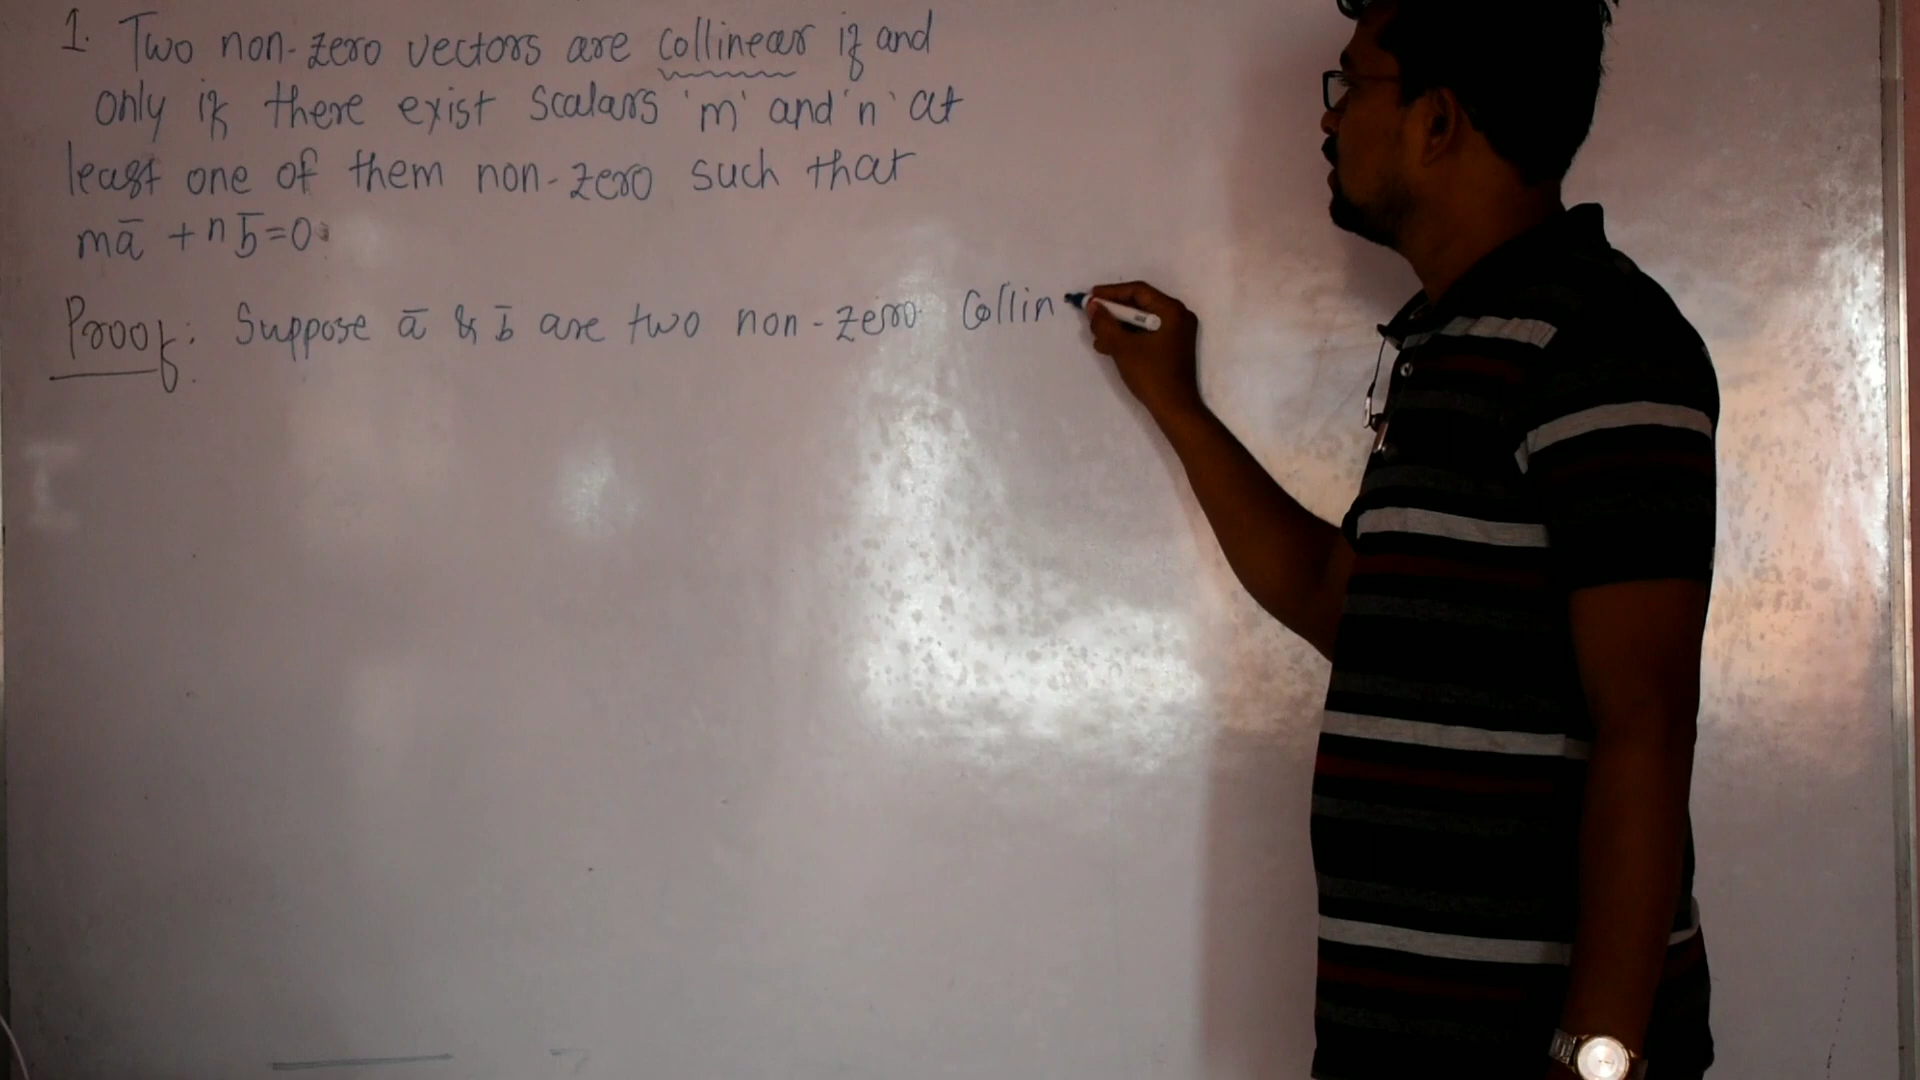 1. Two non-zero vectors are collinear if and
only if there exist scalars 'm' and 'n' at
least one of them non-zero such that
mā + n b̄ = 0.
Proof: Suppose ā & b̄ are two non-zero Collin